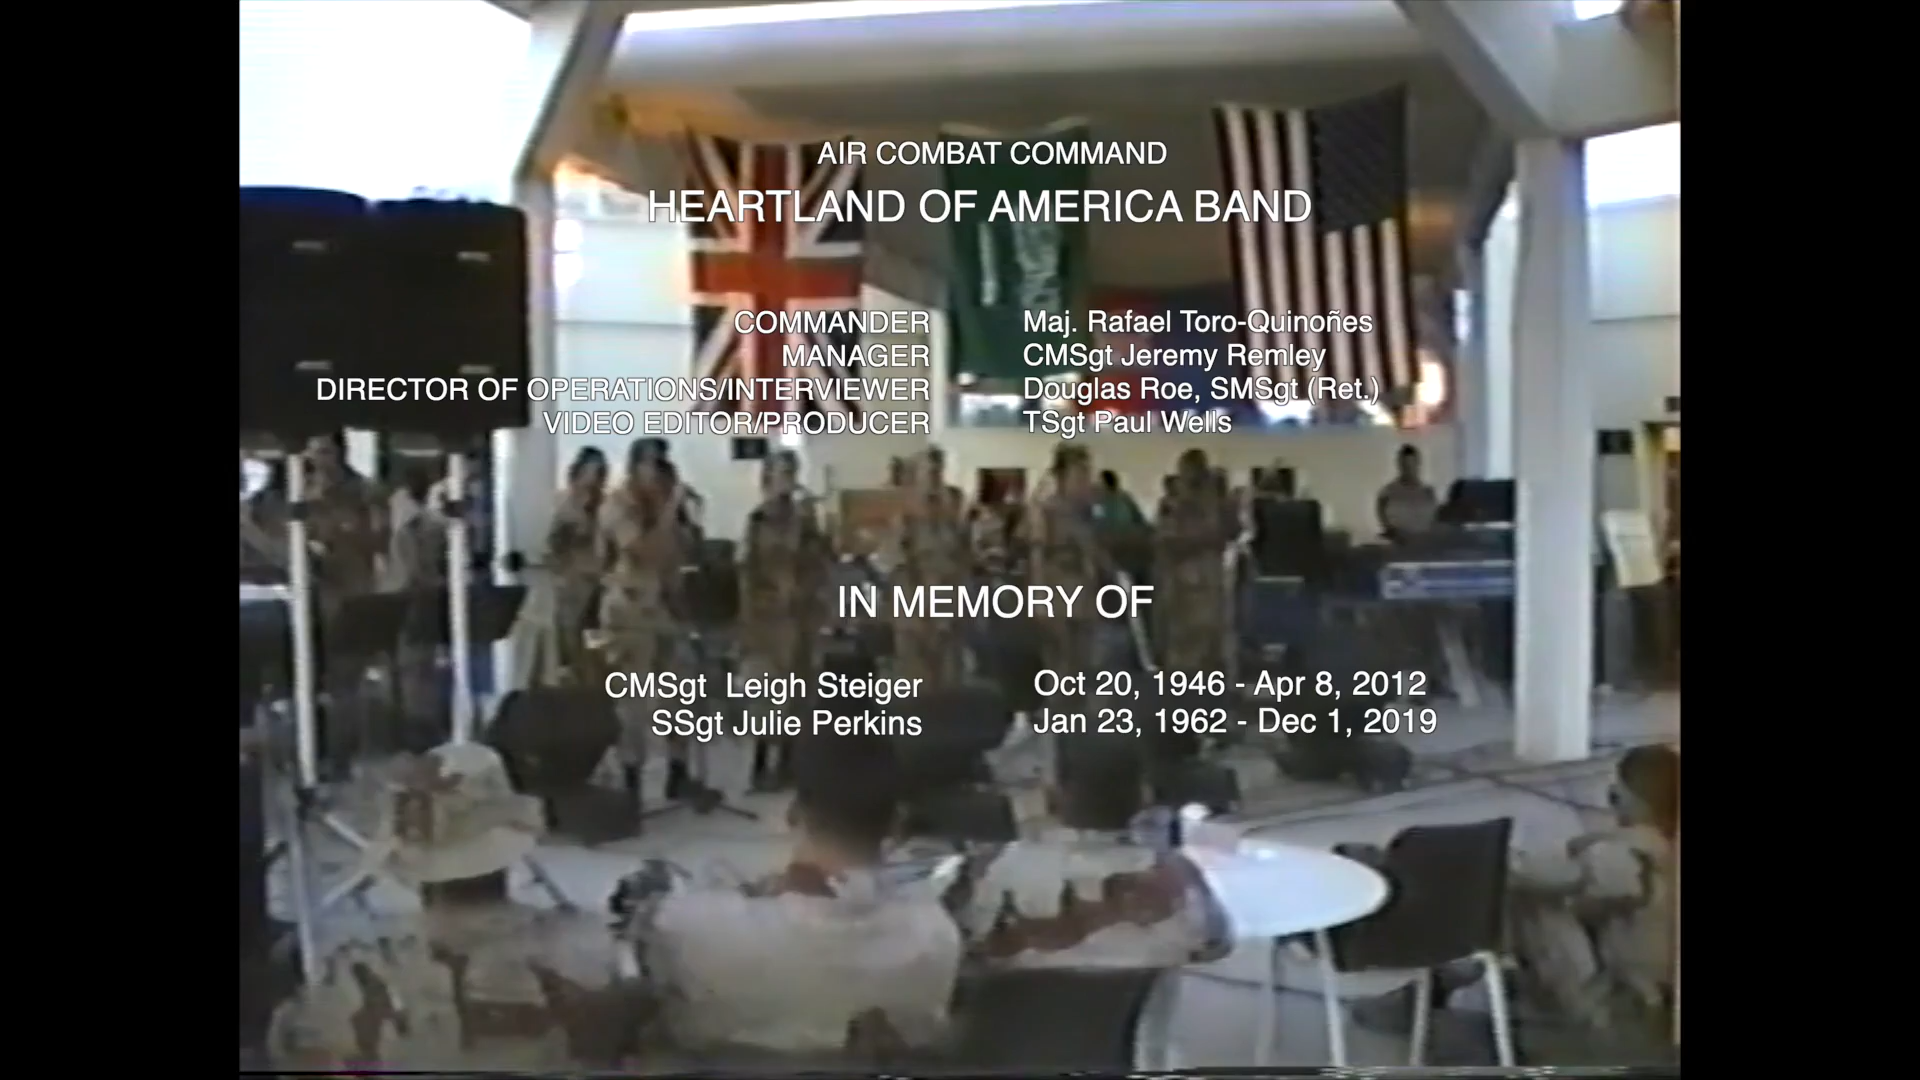 AIR COMBAT COMMAND
HEARTLAND OF AMERICA BAND
COMMANDER Maj. Rafael Toro-Quinoñes
MANAGER CMSgt Jeremy Remley
DIRECTOR OF OPERATIONS/INTERVIEWER Douglas Roe, SMSgt (Ret.)
VIDEO EDITOR/PRODUCER TSgt Paul Wells
IN MEMORY OF
CMSgt Leigh Steiger Oct 20, 1946 - Apr 8, 2012
SSgt Julie Perkins Jan 23, 1962 - Dec 1, 2019